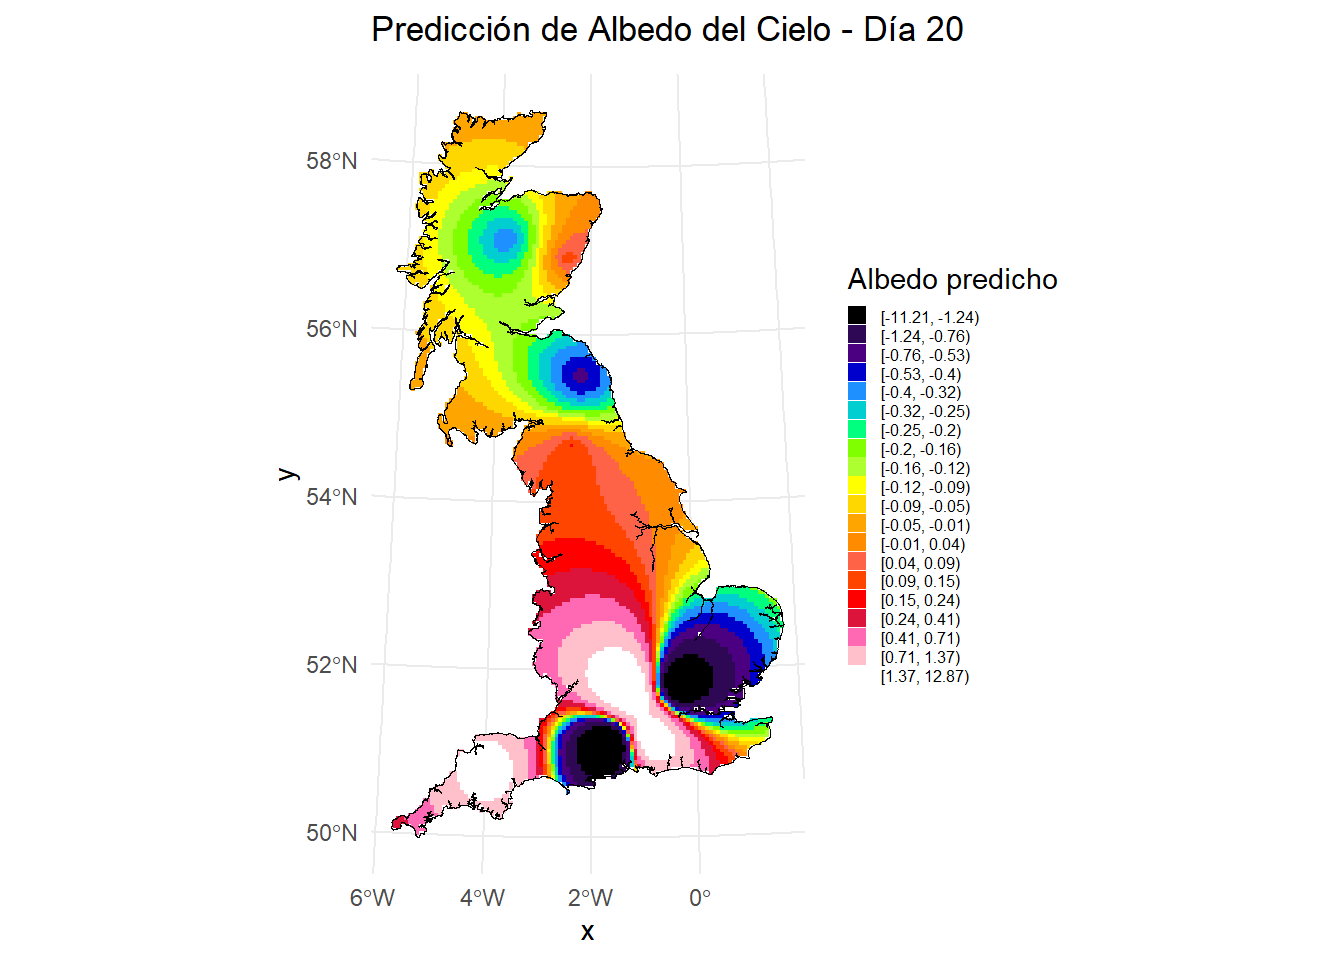 Predicción de Albedo del Cielo - Día 20
58°N
56°N
54°N
52°N
50°N
y
6°W
4°W
2°W
0°
x
Albedo predicho
[-11.21, -1.24)
[-1.24, -0.76)
[-0.76, -0.53)
[-0.53, -0.4)
[-0.4, -0.32)
[-0.32, -0.25)
[-0.25, -0.2)
[-0.2, -0.16)
[-0.16, -0.12)
[-0.12, -0.09)
[-0.09, -0.05)
[-0.05, -0.01)
[-0.01, 0.04)
[0.04, 0.09)
[0.09, 0.15)
[0.15, 0.24)
[0.24, 0.41)
[0.41, 0.71)
[0.71, 1.37)
[1.37, 12.87)